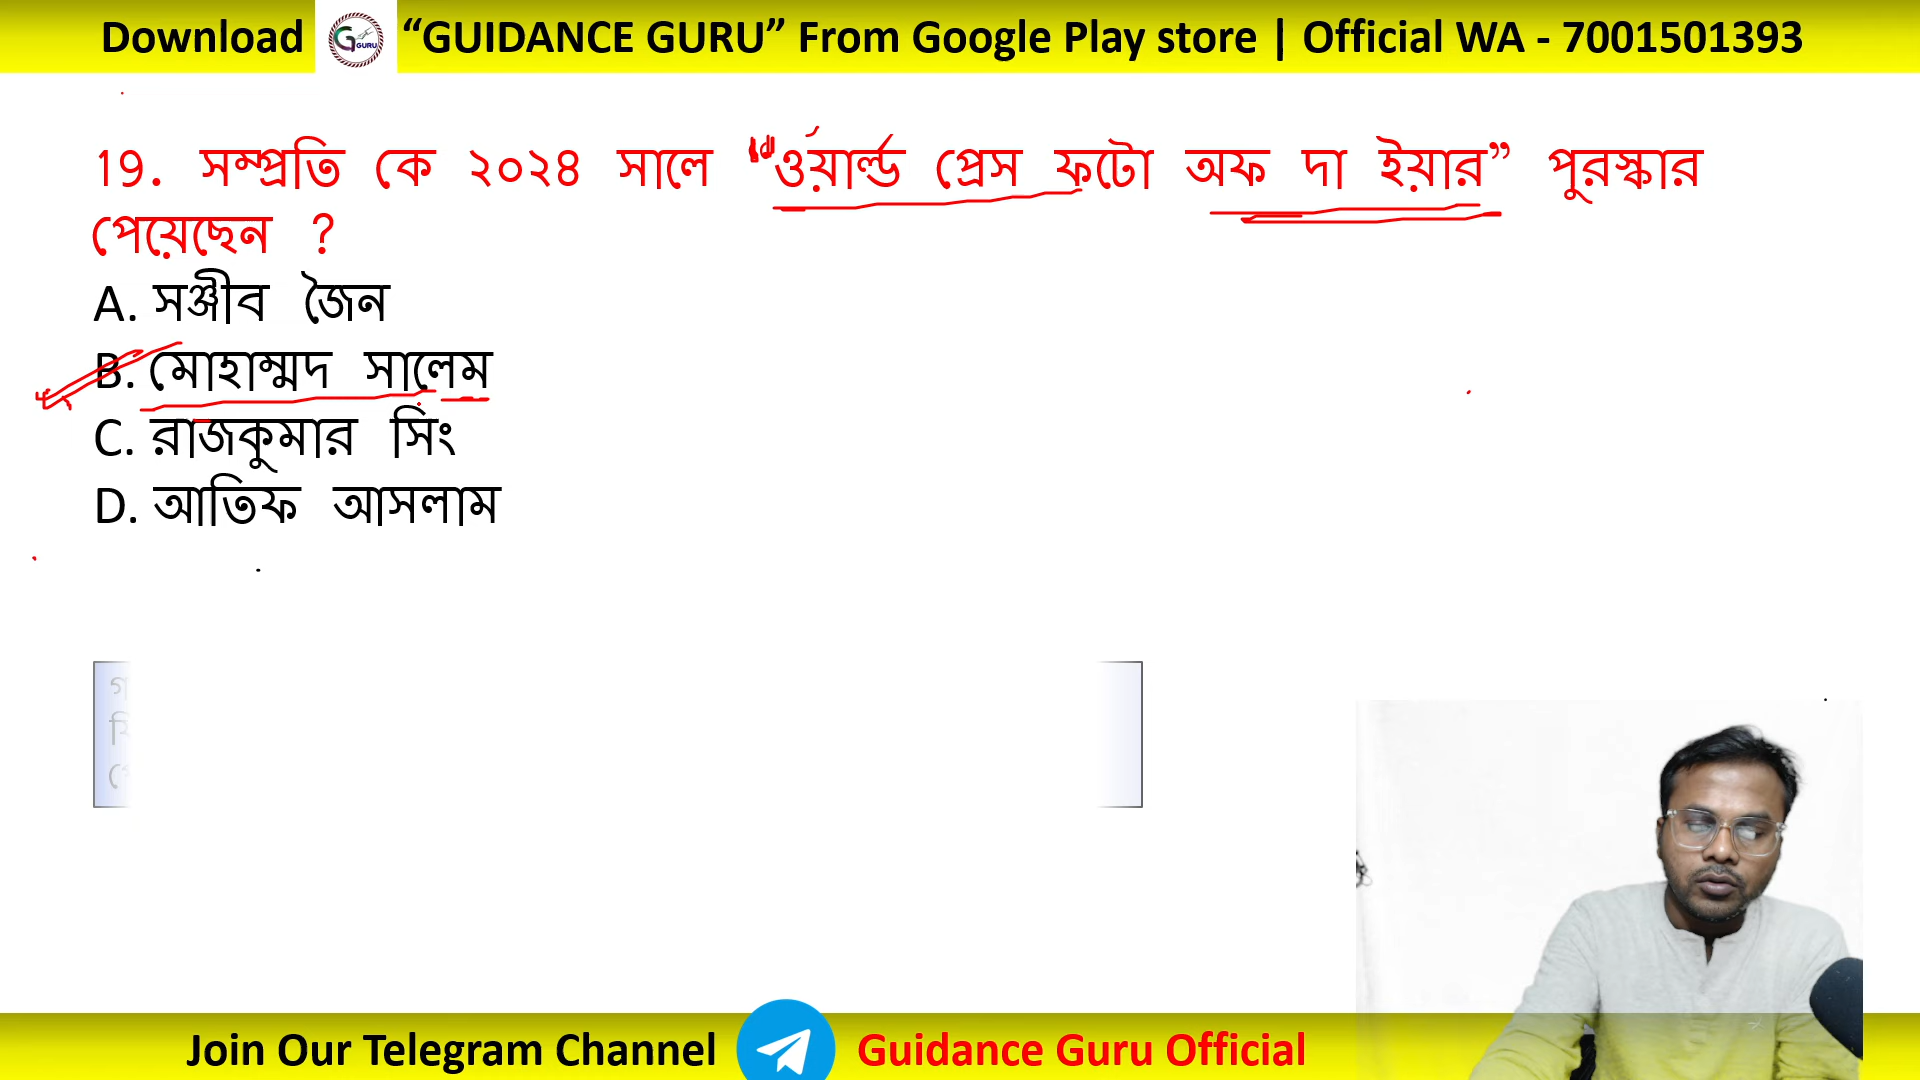 Download GGURU “GUIDANCE GURU” From Google Play store | Official WA - 7001501393
19. সম্প্রতি কে ২০২৪ সালে “ওয়ার্ল্ড প্রেস ফটো অফ দা ইয়ার” পুরস্কার
পেয়েছেন ?
A. সঞ্জীব জৈন
B. মোহাম্মদ সালেম
C. রাজকুমার সিং
D. আতিফ আসলাম
Join Our Telegram Channel Guidance Guru Official